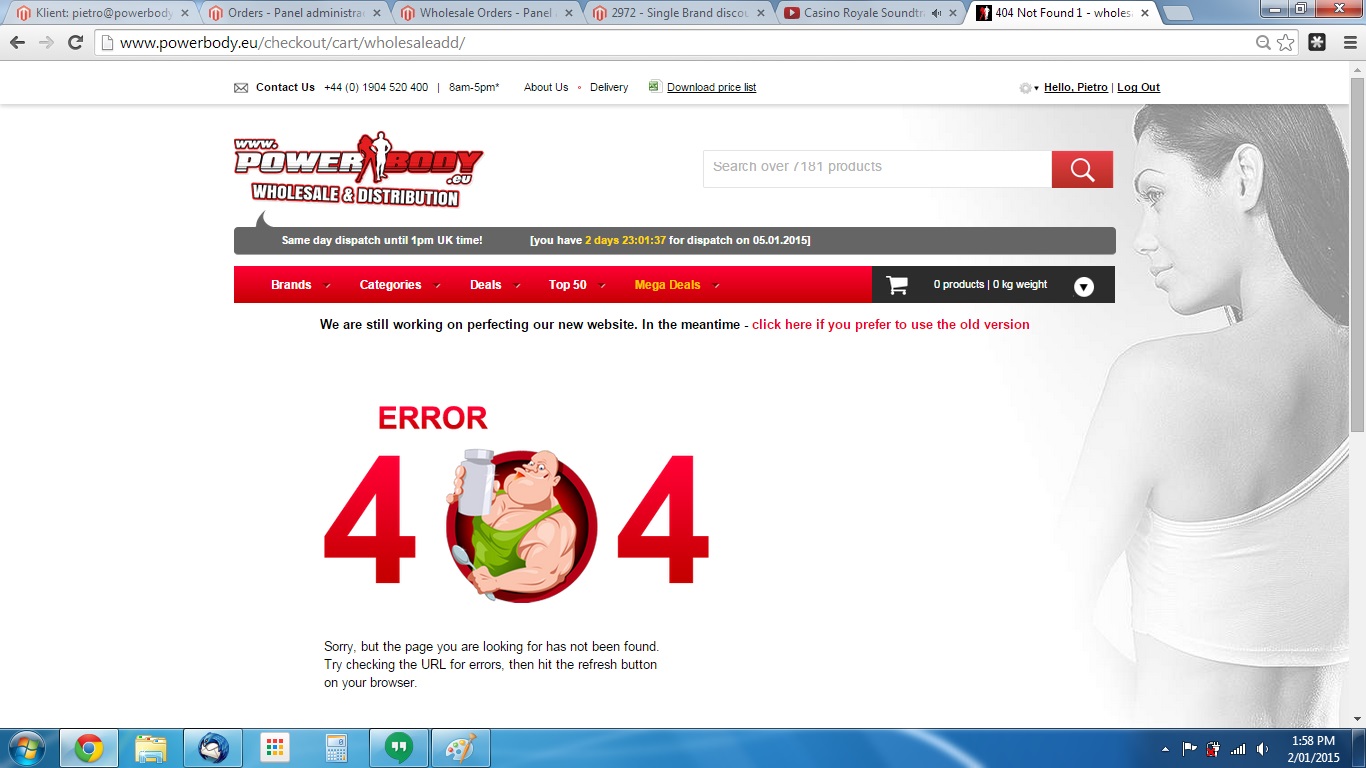 Klient: pietro@powerbody
Orders - Panel administra
Wholesale Orders - Panel
2972 - Single Brand discou
Casino Royale Soundtr
404 Not Found 1 - wholes
www.powerbody.eu/checkout/cart/wholesaleadd/
Contact Us +44 (0) 1904 520 400 | 8am-5pm* About Us • Delivery Download price list
Hello, Pietro | Log Out
www.
POWER BODY
.eu
WHOLESALE & DISTRIBUTION
Search over 7181 products
Same day dispatch until 1pm UK time! [you have 2 days 23:01:37 for dispatch on 05.01.2015]
Brands Categories Deals Top 50 Mega Deals 0 products | 0 kg weight
We are still working on perfecting our new website. In the meantime - click here if you prefer to use the old version
ERROR
4 4
Sorry, but the page you are looking for has not been found.
Try checking the URL for errors, then hit the refresh button
on your browser.
1:58 PM
2/01/2015